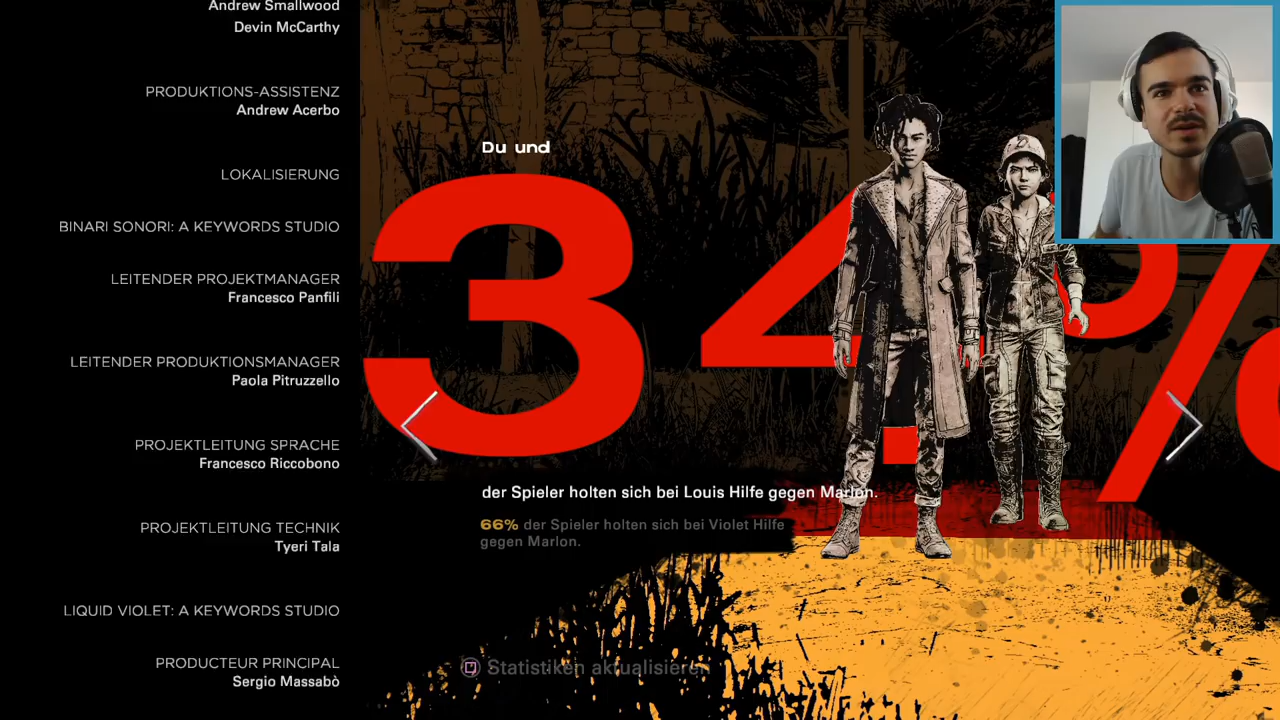 Andrew Smallwood
Devin McCarthy
PRODUKTIONS-ASSISTENZ
Andrew Acerbo
LOKALISIERUNG
BINARI SONORI: A KEYWORDS STUDIO
LEITENDER PROJEKTMANAGER
Francesco Panfili
LEITENDER PRODUKTIONSMANAGER
Paola Pitruzzello
PROJEKTLEITUNG SPRACHE
Francesco Riccobono
PROJEKTLEITUNG TECHNIK
Tyeri Tala
LIQUID VIOLET: A KEYWORDS STUDIO
PRODUCTEUR PRINCIPAL
Sergio Massabò
Du und
34%
der Spieler holten sich bei Louis Hilfe gegen Marlon.
66% der Spieler holten sich bei Violet Hilfe
gegen Marlon.
Statistiken aktualisieren